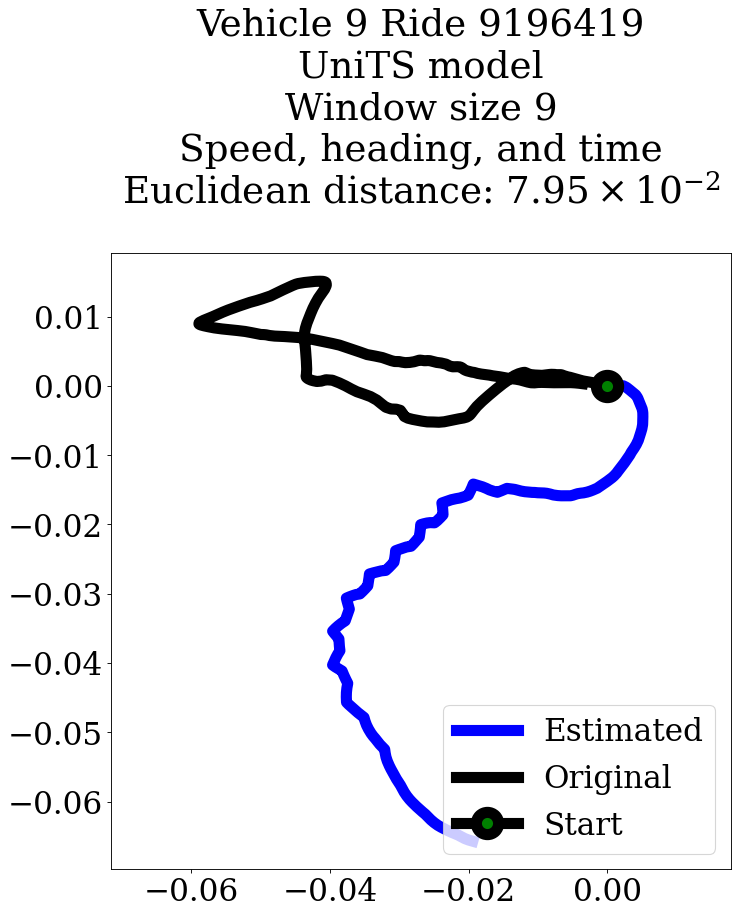 Vehicle 9 Ride 9196419
UniTS model
Window size 9
Speed, heading, and time
Euclidean distance: 7.95 × 10⁻²
0.01
0.00
−0.01
−0.02
−0.03
−0.04
−0.05
−0.06
Estimated
Original
Start
−0.06 −0.04 −0.02 0.00